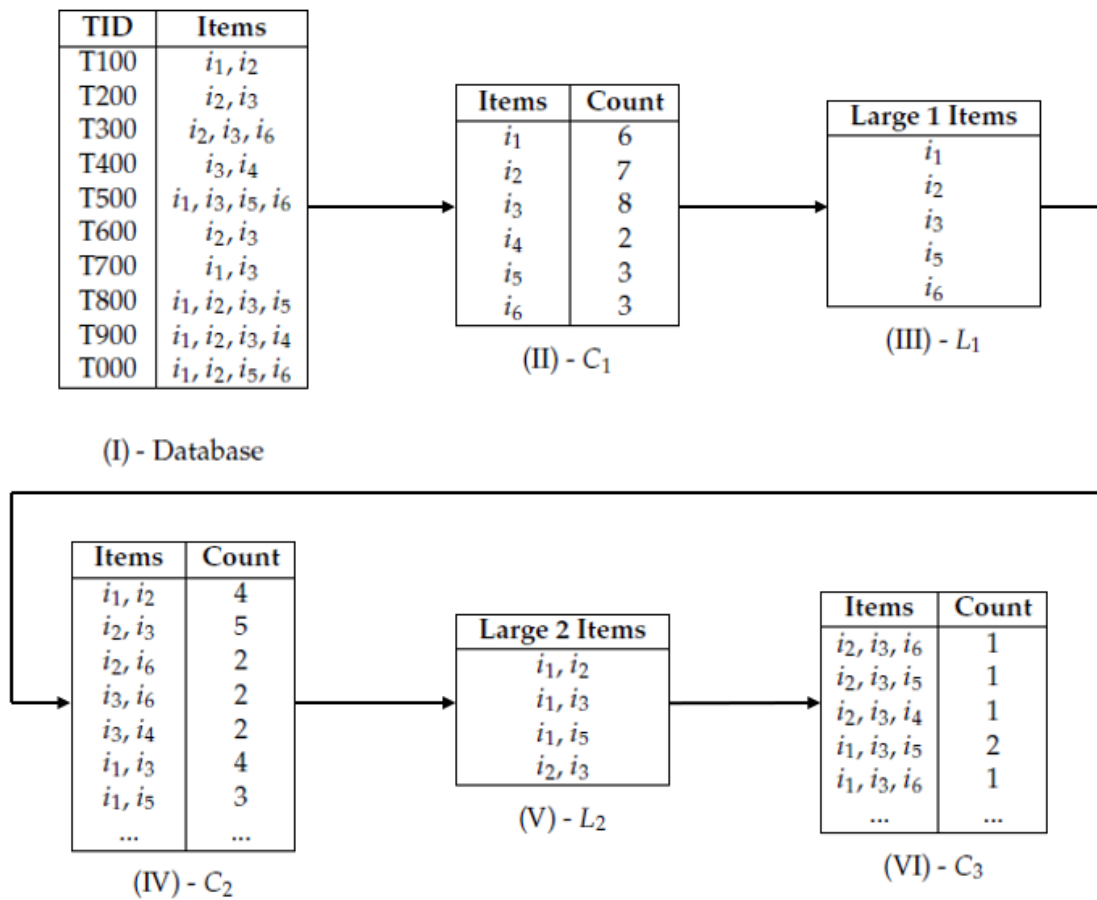 TID Items
T100 i₁, i₂
T200 i₂, i₃
T300 i₂, i₃, i₆
T400 i₃, i₄
T500 i₁, i₃, i₅, i₆
T600 i₂, i₃
T700 i₁, i₃
T800 i₁, i₂, i₃, i₅
T900 i₁, i₂, i₃, i₄
T000 i₁, i₂, i₅, i₆
(I) - Database
Items Count
i₁ 6
i₂ 7
i₃ 8
i₄ 2
i₅ 3
i₆ 3
(II) - C₁
Large 1 Items
i₁
i₂
i₃
i₅
i₆
(III) - L₁
Items Count
i₁, i₂ 4
i₂, i₃ 5
i₂, i₆ 2
i₃, i₆ 2
i₃, i₄ 2
i₁, i₃ 4
i₁, i₅ 3
... ...
(IV) - C₂
Large 2 Items
i₁, i₂
i₁, i₃
i₁, i₅
i₂, i₃
(V) - L₂
Items Count
i₂, i₃, i₆ 1
i₂, i₃, i₅ 1
i₂, i₃, i₄ 1
i₁, i₃, i₅ 2
i₁, i₃, i₆ 1
... ...
(VI) - C₃